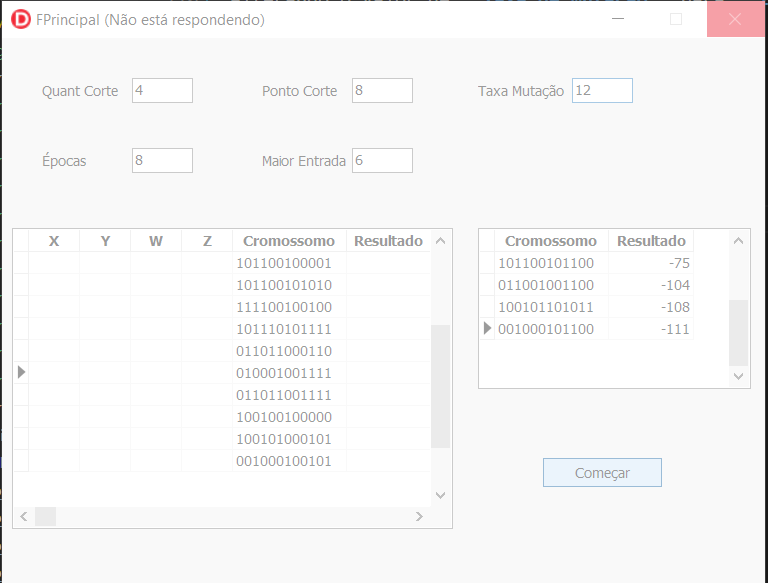 FPrincipal (Não está respondendo)
Quant Corte 4 Ponto Corte 8 Taxa Mutação 12
Épocas 8 Maior Entrada 6
X Y W Z Cromossomo Resultado
101100100001
101100101010
111100100100
101110101111
011011000110
010001001111
011011001111
100100100000
100101000101
001000100101
Cromossomo Resultado
101100101100 -75
011001001100 -104
100101101011 -108
001000101100 -111
Começar